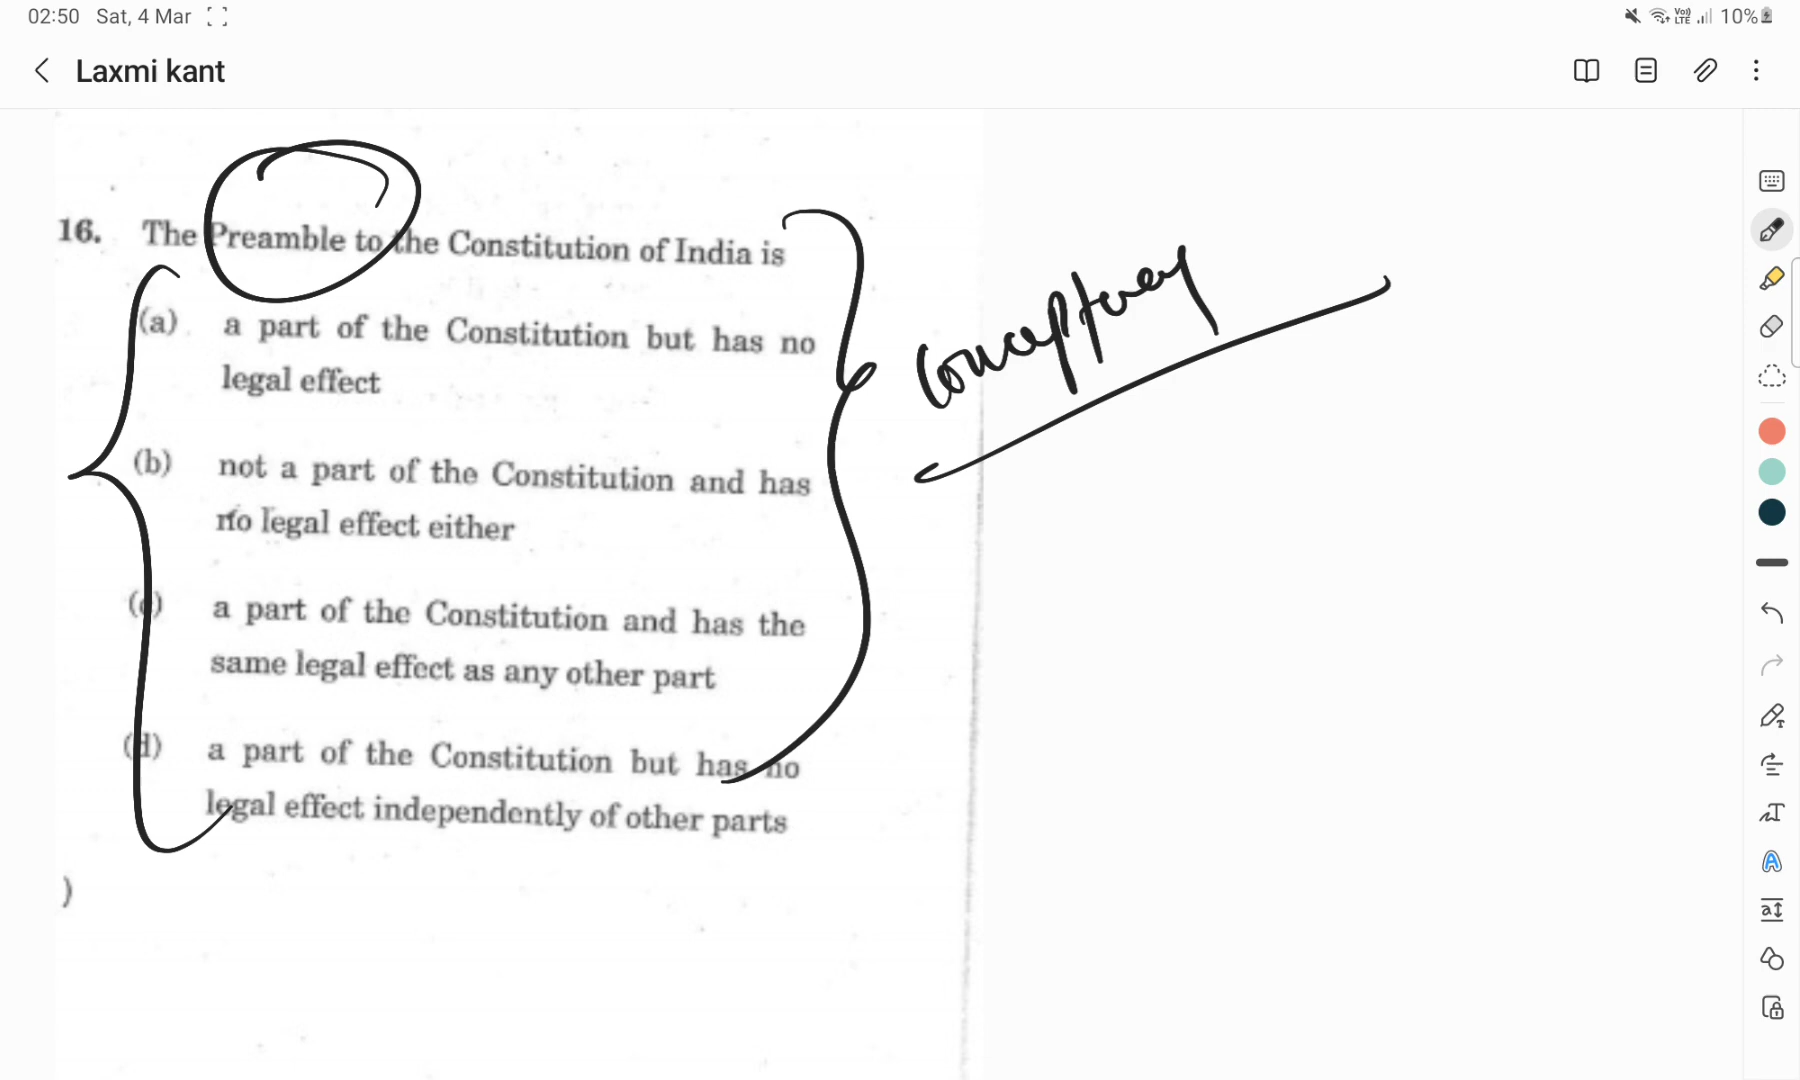 02:50 Sat, 4 Mar
10%
Laxmi kant
16. The Preamble to the Constitution of India is
(a) a part of the Constitution but has no
legal effect
(b) not a part of the Constitution and has
no legal effect either
(c) a part of the Constitution and has the
same legal effect as any other part
(d) a part of the Constitution but has no
legal effect independently of other parts
)